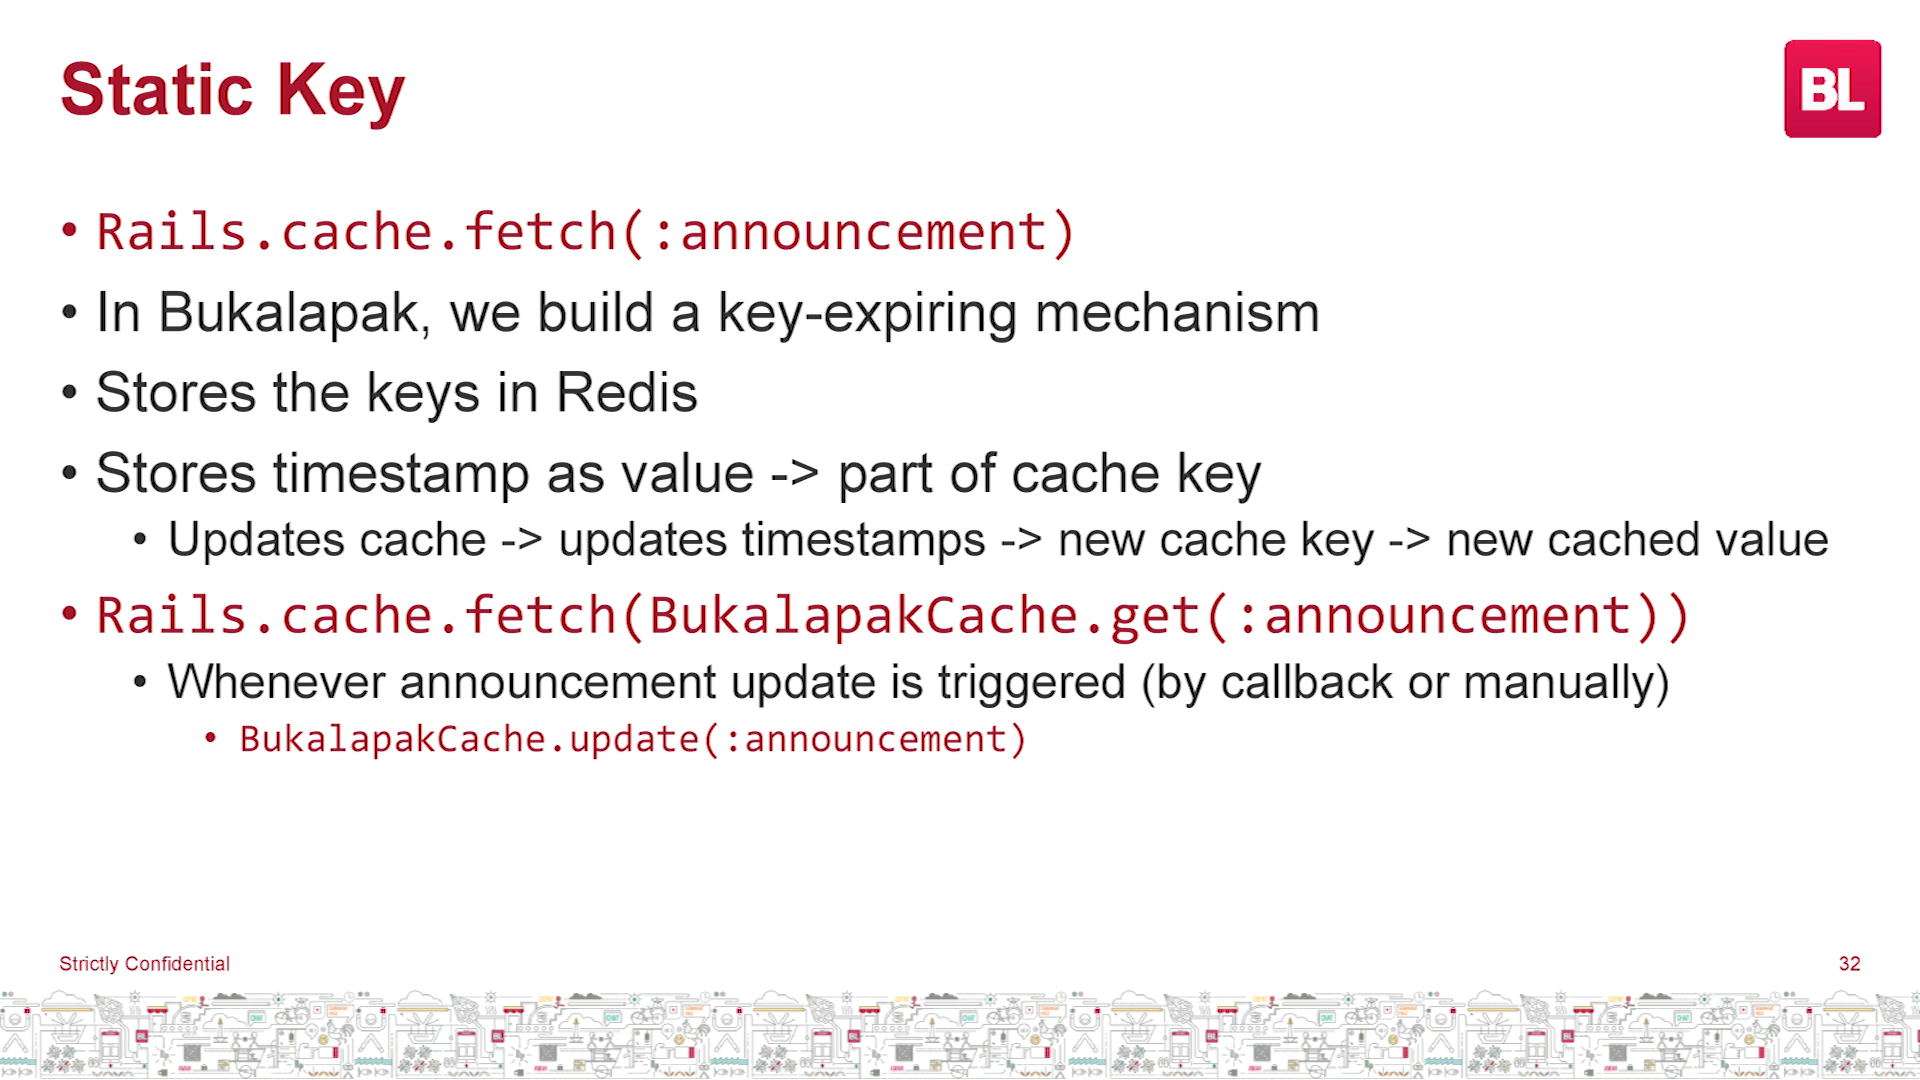 Static Key
BL
• Rails.cache.fetch(:announcement)
• In Bukalapak, we build a key-expiring mechanism
• Stores the keys in Redis
• Stores timestamp as value -> part of cache key
• Updates cache -> updates timestamps -> new cache key -> new cached value
• Rails.cache.fetch(BukalapakCache.get(:announcement))
• Whenever announcement update is triggered (by callback or manually)
• BukalapakCache.update(:announcement)
Strictly Confidential
32